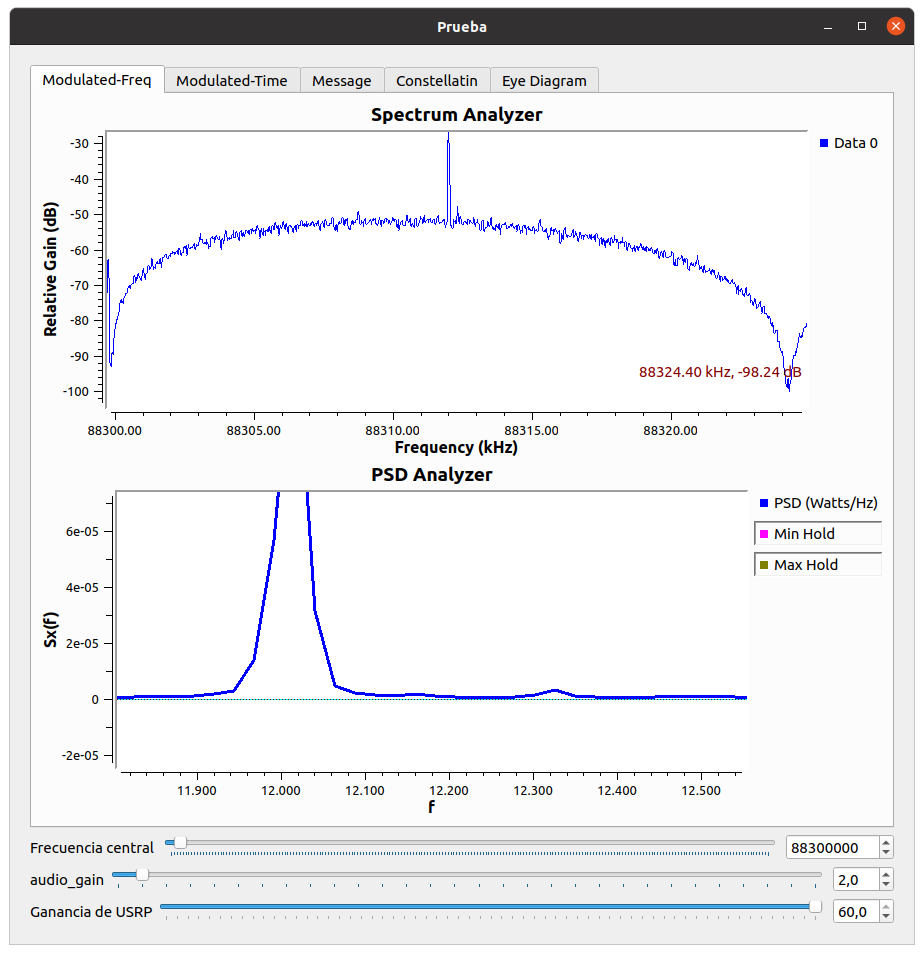 Prueba
Modulated-Freq Modulated-Time Message Constellatin Eye Diagram
Spectrum Analyzer
Data 0
Relative Gain (dB)
-30
-40
-50
-60
-70
-80
-90
-100
88324.40 kHz, -98.24 dB
88300.00 88305.00 88310.00 88315.00 88320.00
Frequency (kHz)
PSD Analyzer
PSD (Watts/Hz)
Min Hold
Max Hold
Sx(f)
6e-05
4e-05
2e-05
0
-2e-05
11.900 12.000 12.100 12.200 12.300 12.400 12.500
f
Frecuencia central 88300000
audio_gain 2,0
Ganancia de USRP 60,0